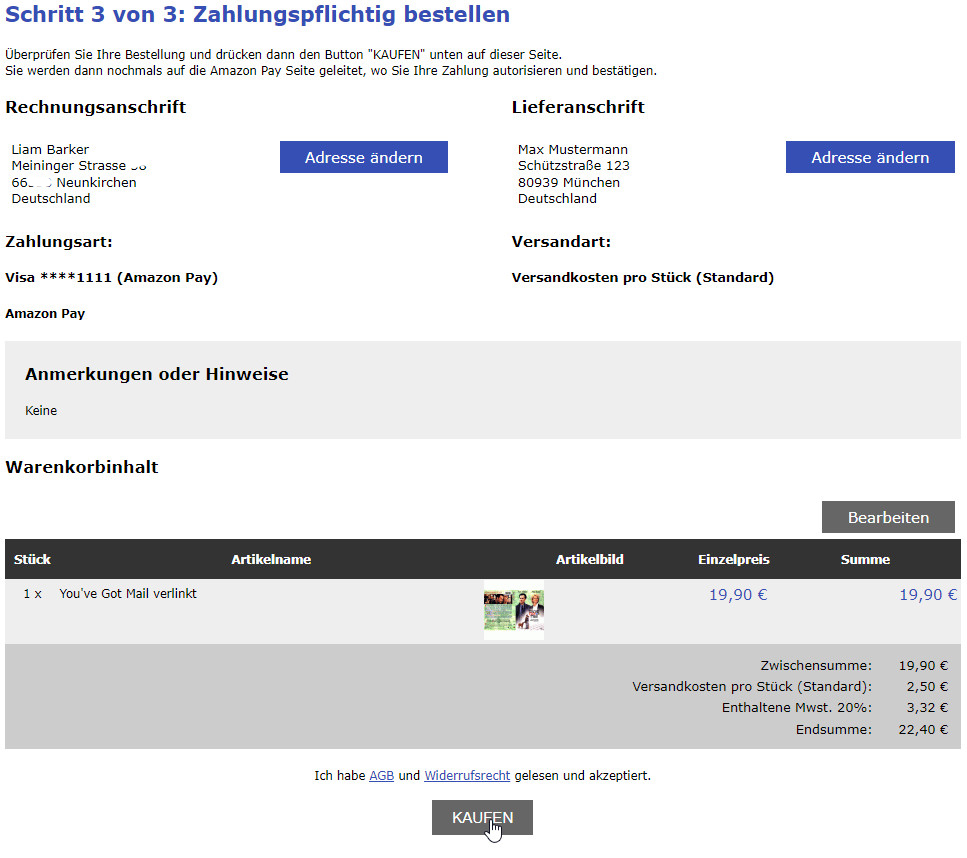 Schritt 3 von 3: Zahlungspflichtig bestellen
Überprüfen Sie Ihre Bestellung und drücken dann den Button "KAUFEN" unten auf dieser Seite.
Sie werden dann nochmals auf die Amazon Pay Seite geleitet, wo Sie Ihre Zahlung autorisieren und bestätigen.
Rechnungsanschrift
Liam Barker
Meininger Strasse
Neunkirchen
Deutschland
Adresse ändern
Lieferanschrift
Max Mustermann
Schützstraße 123
80939 München
Deutschland
Adresse ändern
Zahlungsart:
Visa ****1111 (Amazon Pay)
Amazon Pay
Versandart:
Versandkosten pro Stück (Standard)
Anmerkungen oder Hinweise
Keine
Warenkorbinhalt
Bearbeiten
Stück Artikelname Artikelbild Einzelpreis Summe
1 x You've Got Mail verlinkt 19,90 € 19,90 €
Zwischensumme: 19,90 €
Versandkosten pro Stück (Standard): 2,50 €
Enthaltene Mwst. 20%: 3,32 €
Endsumme: 22,40 €
Ich habe AGB und Widerrufsrecht gelesen und akzeptiert.
KAUFEN